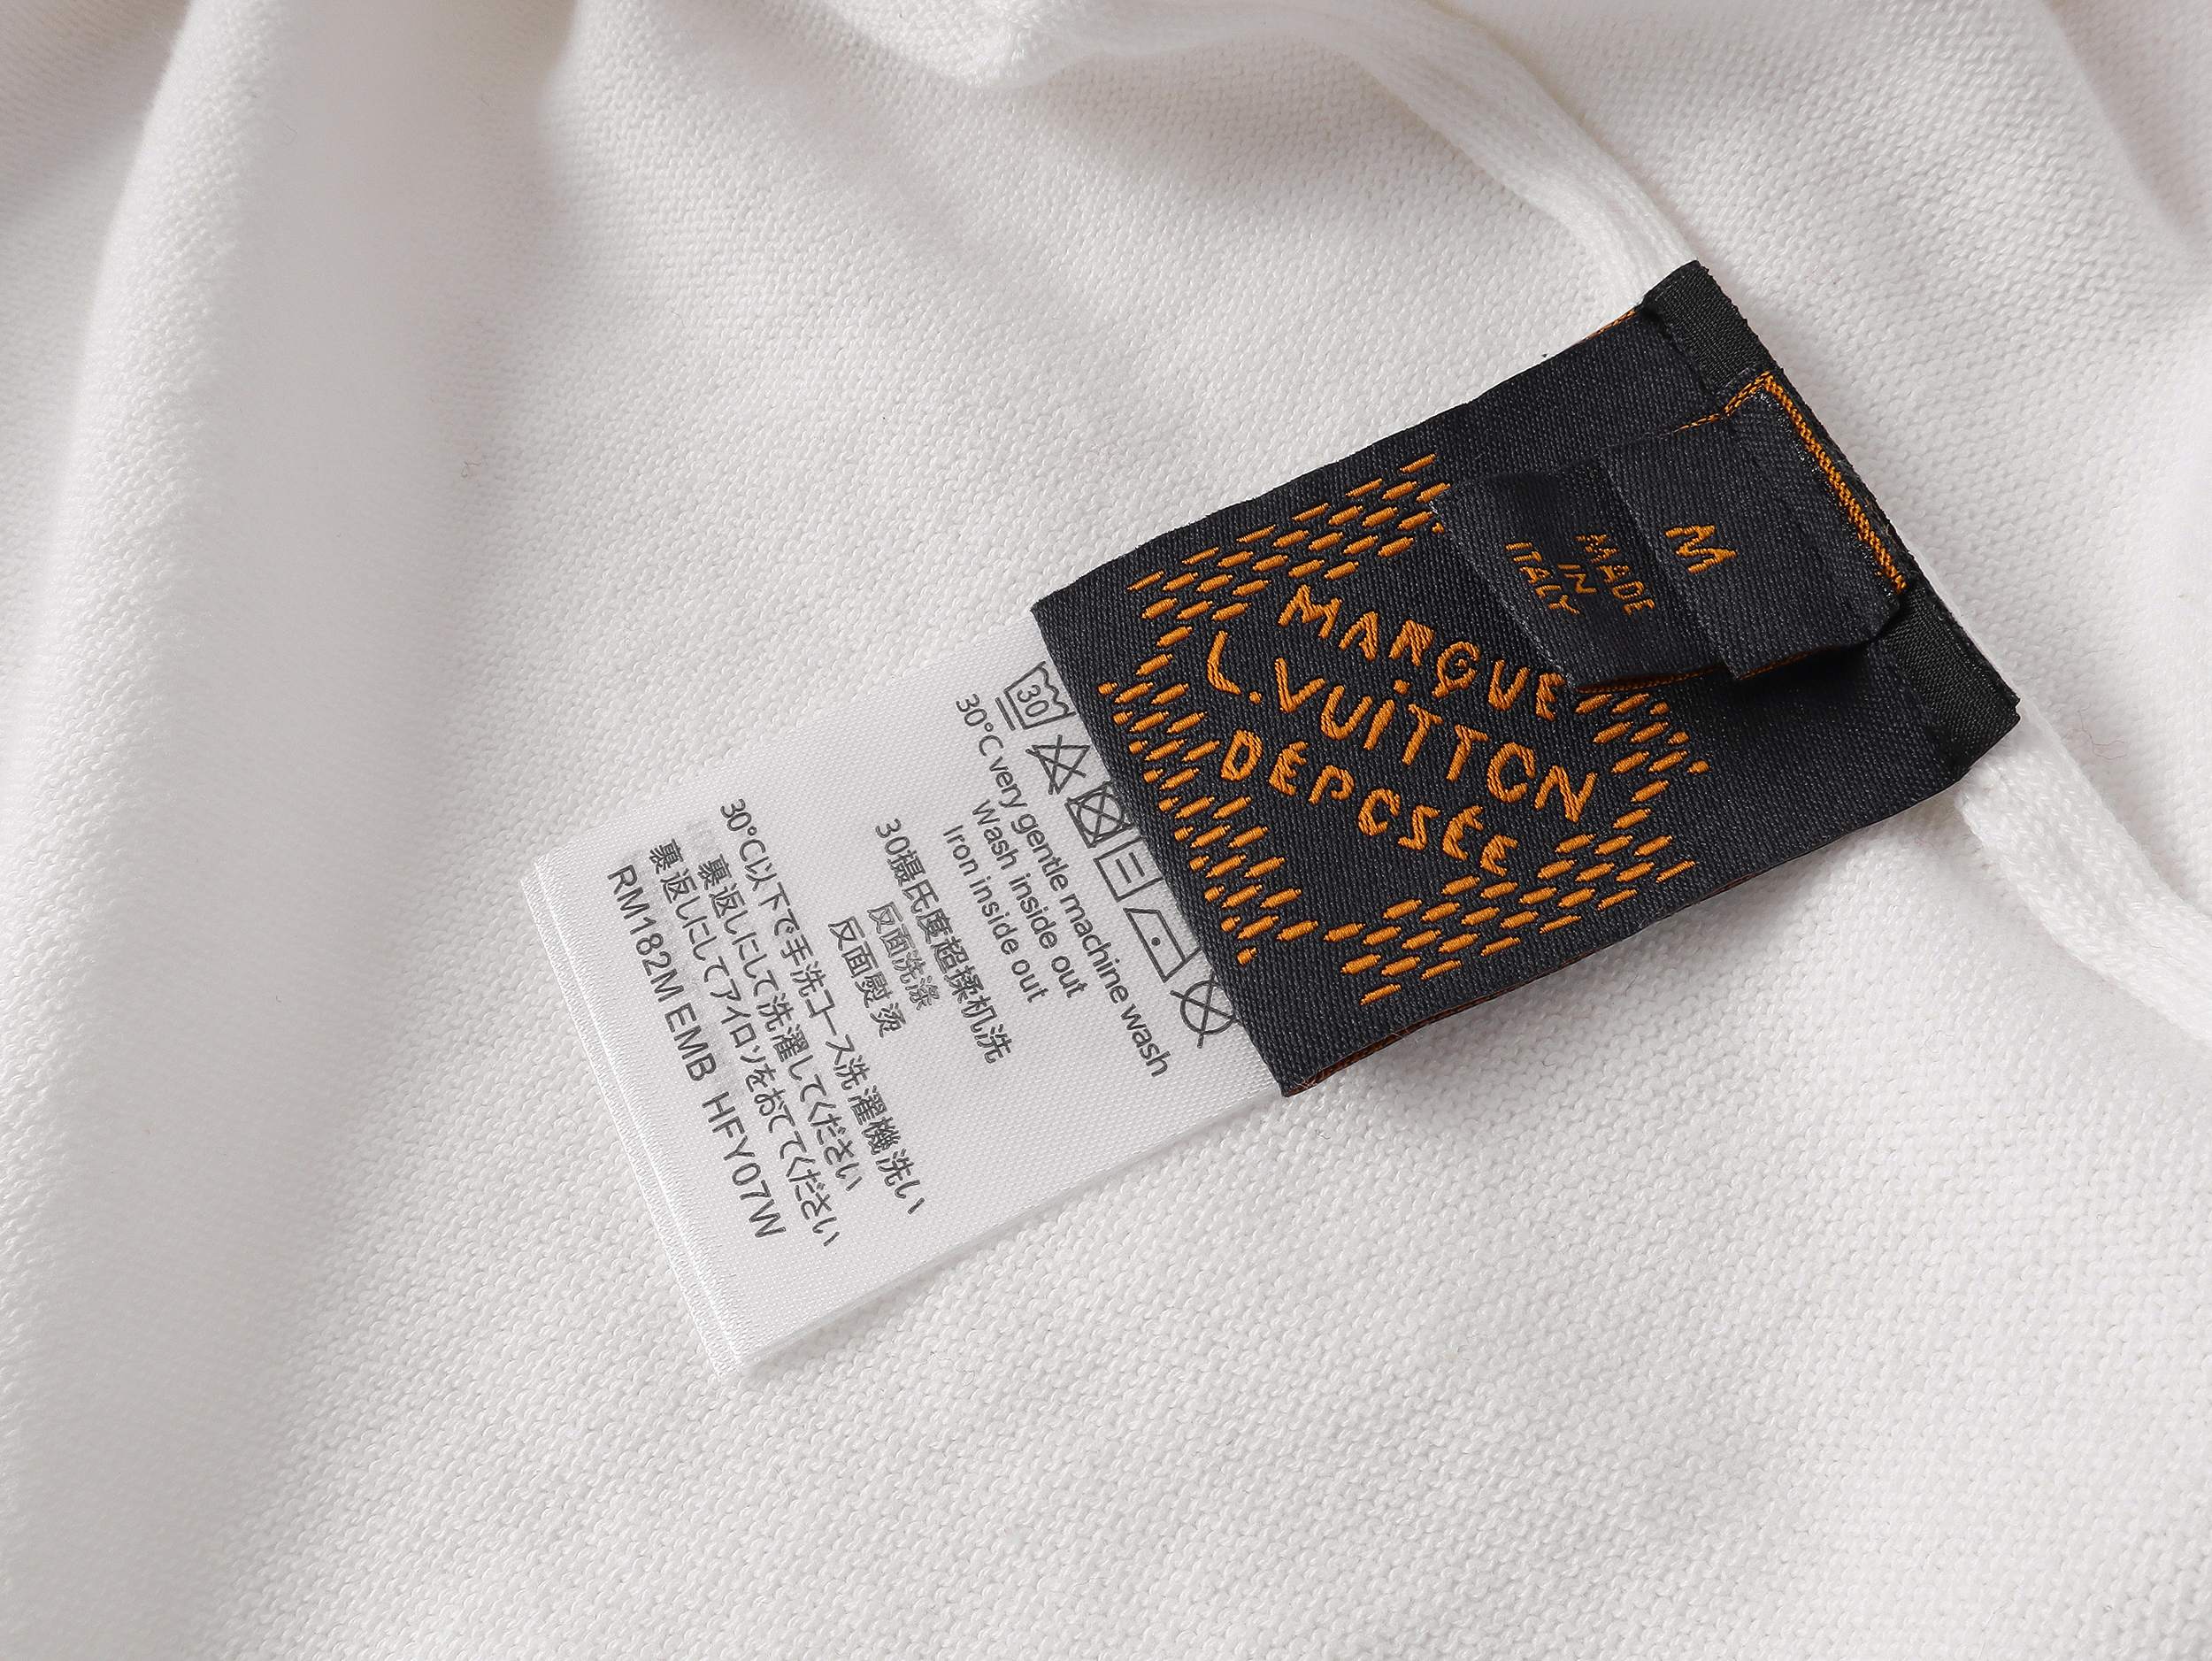 M
MADE
IN
ITALY
MARQUE
L.VUiTTON
DEPOSÉE
30
30°C very gentle machine wash
Wash inside out
Iron inside out
30摄氏度超揉机洗
反面洗涤
反面熨烫
30°C以下で手洗コース洗濯機洗い
裏返しにして洗濯してください
裏返しにしてアイロンをおてください
RM182M EMB HFY07W